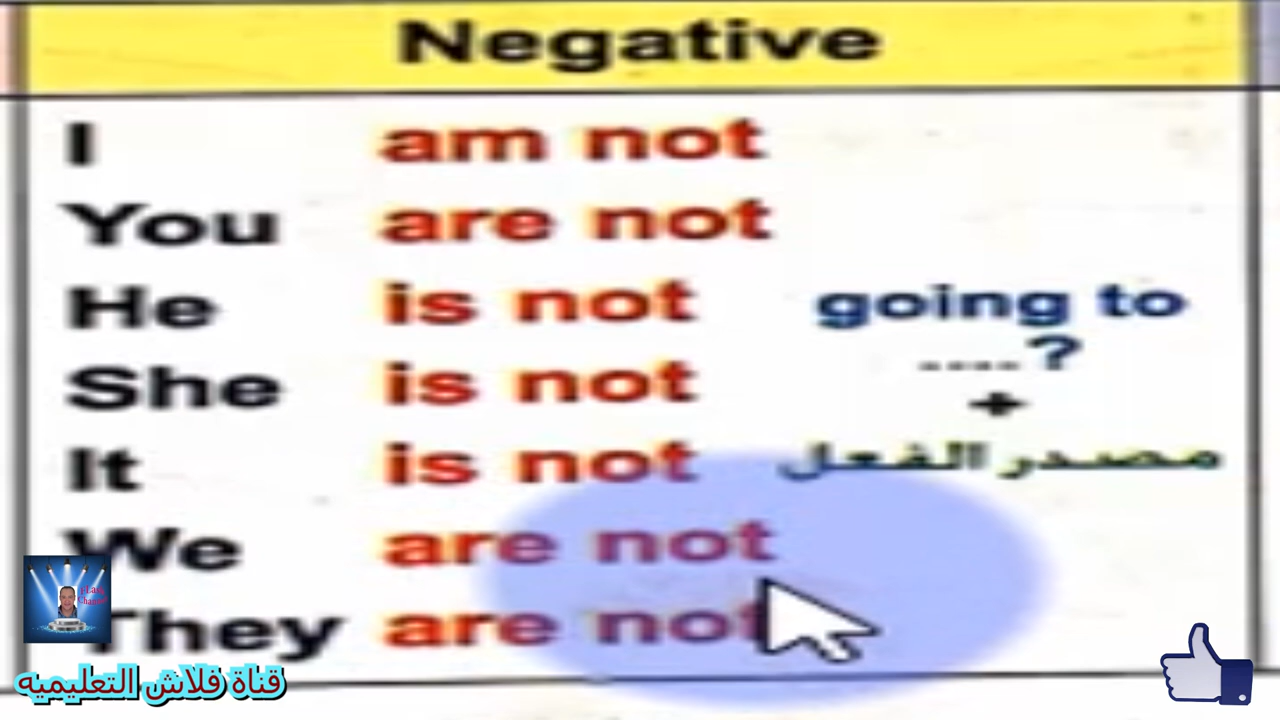 Negative
I am not
You are not
He is not going to
....?
She is not
+
It is not مصدر الفعل
We are not
They are not
قناة فلاش التعليميه